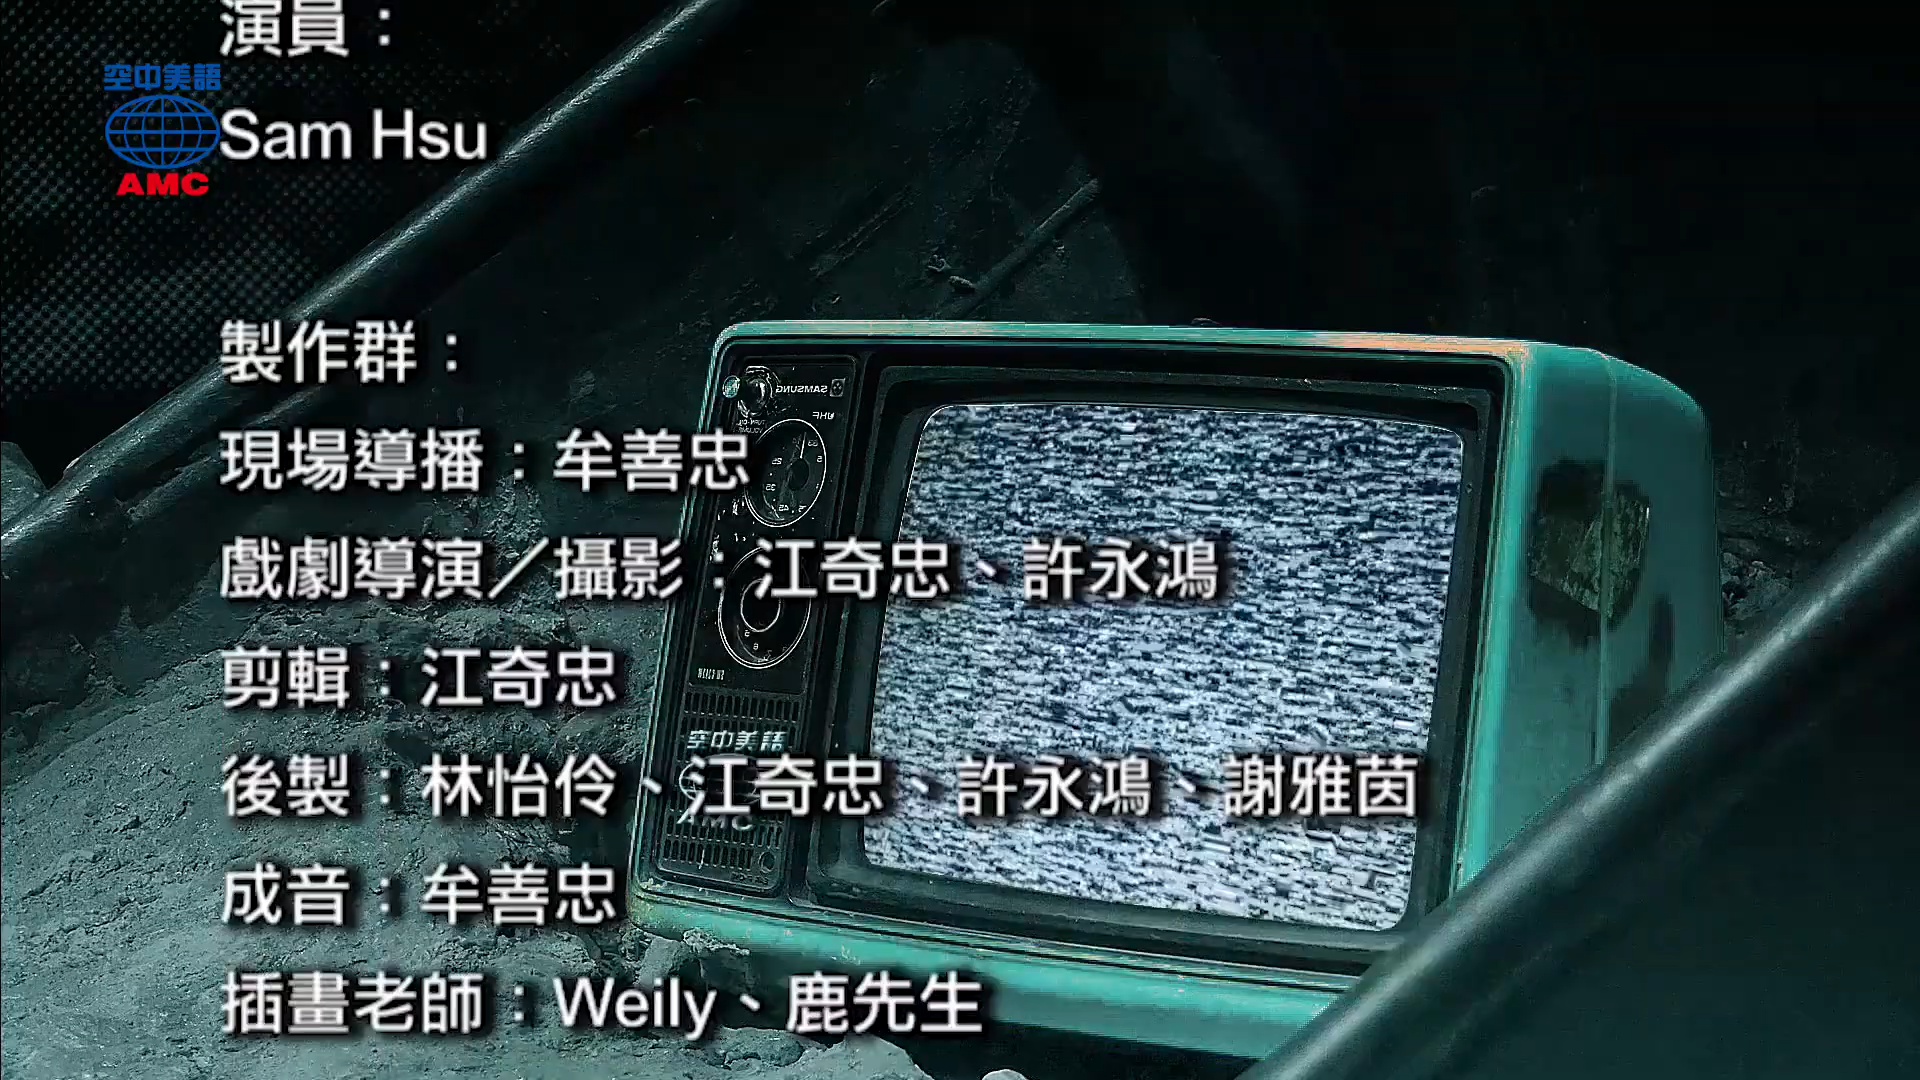 演員：
空中美語
Sam Hsu
AMC
製作群：
SAMSUNG
UHF
現場導播：牟善忠
戲劇導演／攝影：江奇忠、許永鴻
剪輯：江奇忠
空中美語
後製：林怡伶、江奇忠、許永鴻、謝雅茵
AMC
成音：牟善忠
插畫老師：Weily、鹿先生